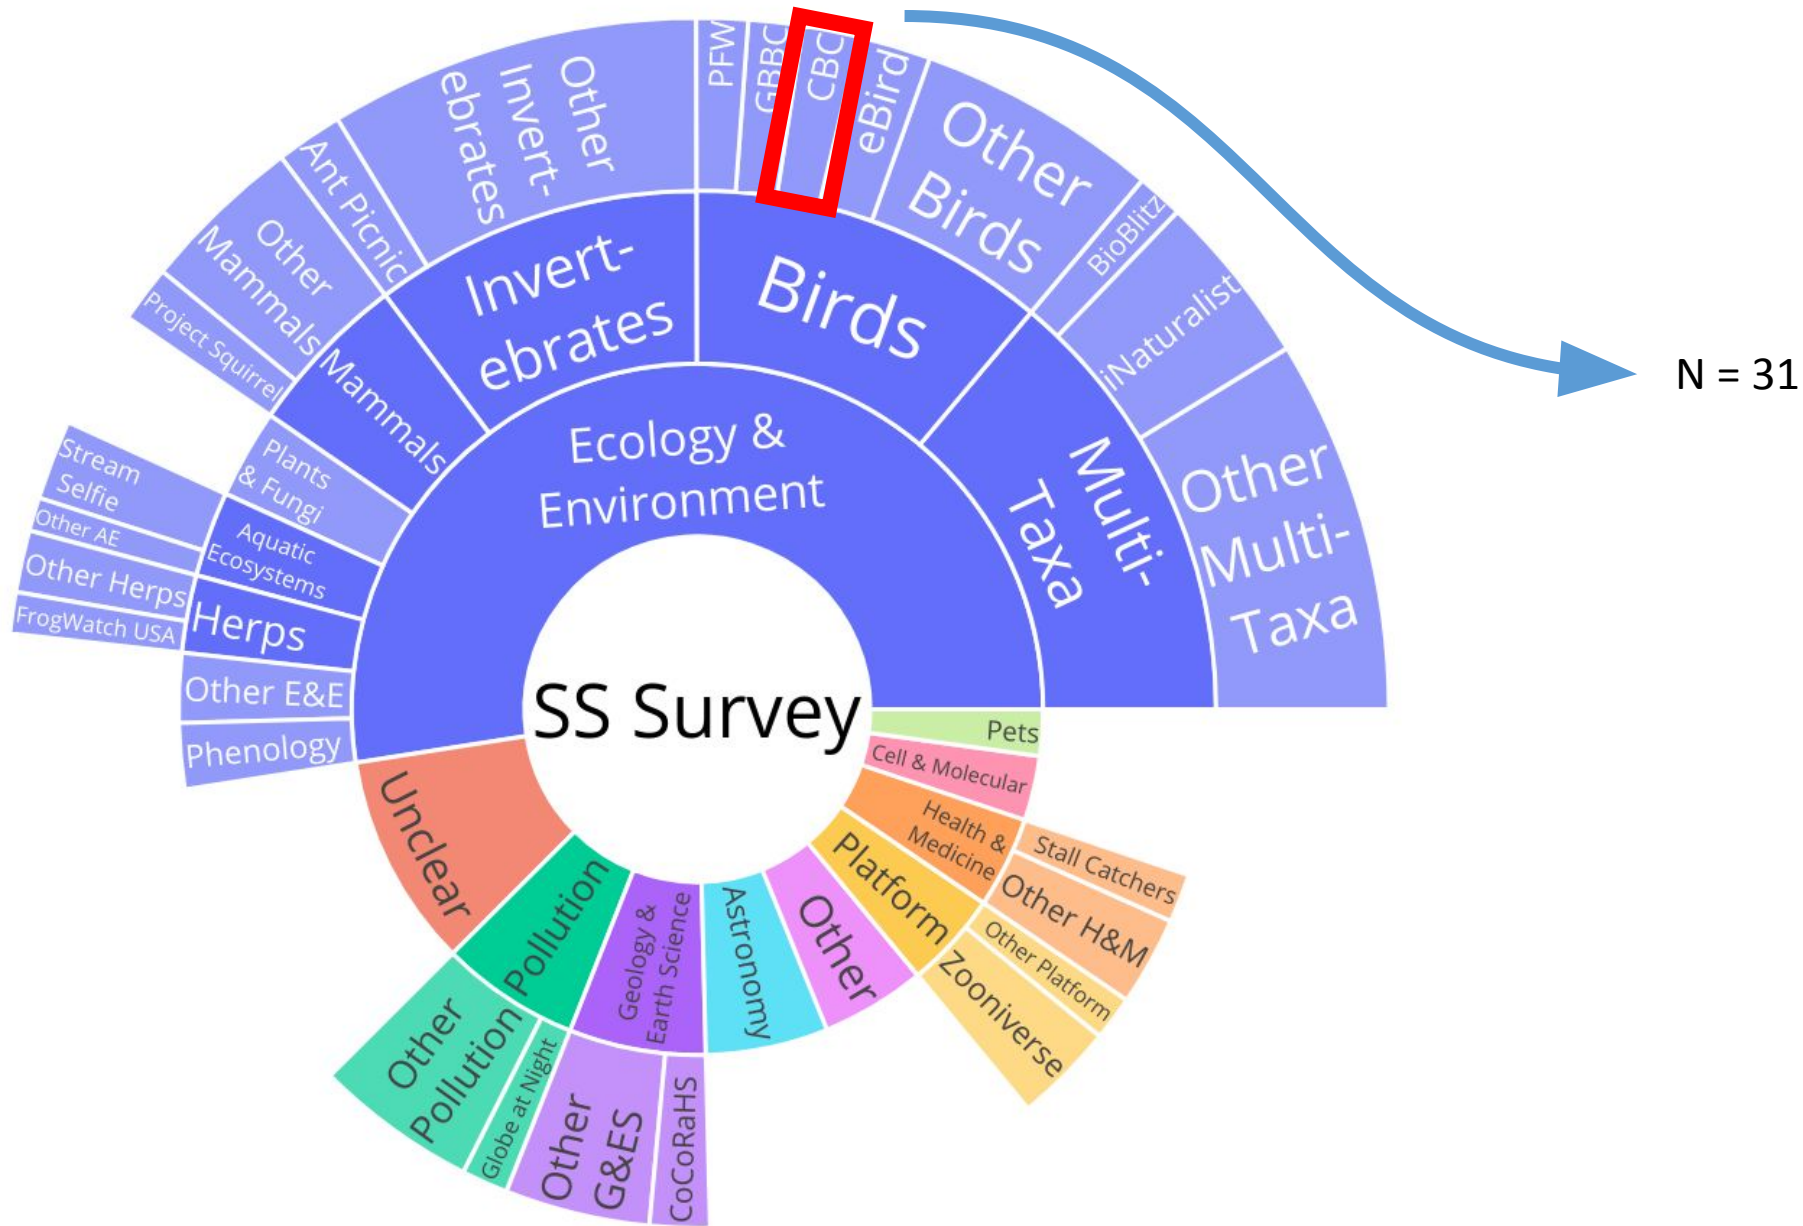 PFW
GBBC
CBC
eBird
Other
Birds
BioBlitz
iNaturalist
Other
Multi-
Taxa
Other
Invert-
ebrates
Ant Picnic
Other
Mammals
Project Squirrel
Invert-
ebrates
Birds
Multi-
Taxa
Mammals
Plants
& Fungi
Ecology &
Environment
N = 31
Stream
Selfie
Other AE
Other Herps
FrogWatch USA
Aquatic
Ecosystems
Herps
Other E&E
Phenology
SS Survey
Pets
Cell & Molecular
Health &
Medicine
Stall Catchers
Other H&M
Platform
Other Platform
Zooniverse
Other
Astronomy
Geology &
Earth Science
Other
G&ES
CoCoRaHS
Pollution
Other
Pollution
Globe at Night
Unclear